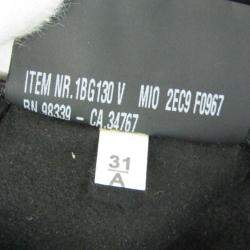 ITEM NR.1BG130 V MIO 2EC9 F0967
RN 98339 - CA.34767
31
A